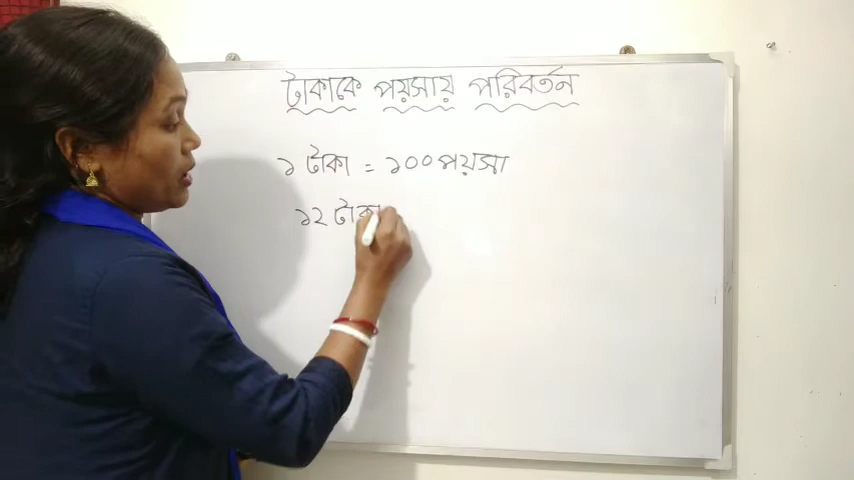 টাকাকে পয়সায় পরিবর্তন
১ টাকা = ১০০ পয়সা
১২ টাকা